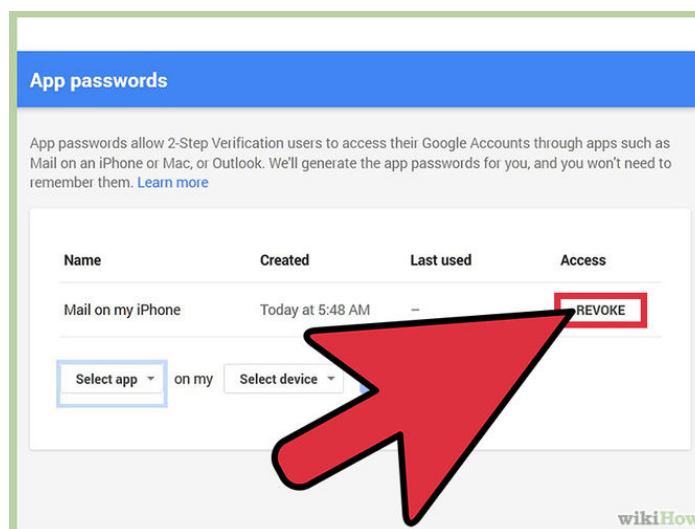 App passwords
App passwords allow 2-Step Verification users to access their Google Accounts through apps such as
Mail on an iPhone or Mac, or Outlook. We'll generate the app passwords for you, and you won't need to
remember them. Learn more
Name Created Last used Access
Mail on my iPhone Today at 5:48 AM – REVOKE
Select app on my Select device
wikiHow